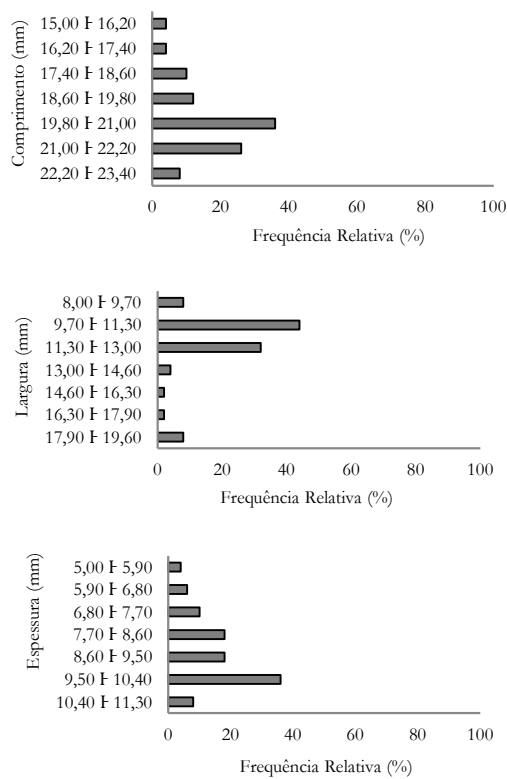 Comprimento (mm)
15,00 Ⱶ 16,20
16,20 Ⱶ 17,40
17,40 Ⱶ 18,60
18,60 Ⱶ 19,80
19,80 Ⱶ 21,00
21,00 Ⱶ 22,20
22,20 Ⱶ 23,40
0 20 40 60 80 100
Frequência Relativa (%)
Largura (mm)
8,00 Ⱶ 9,70
9,70 Ⱶ 11,30
11,30 Ⱶ 13,00
13,00 Ⱶ 14,60
14,60 Ⱶ 16,30
16,30 Ⱶ 17,90
17,90 Ⱶ 19,60
0 20 40 60 80 100
Frequência Relativa (%)
Espessura (mm)
5,00 Ⱶ 5,90
5,90 Ⱶ 6,80
6,80 Ⱶ 7,70
7,70 Ⱶ 8,60
8,60 Ⱶ 9,50
9,50 Ⱶ 10,40
10,40 Ⱶ 11,30
0 20 40 60 80 100
Frequência Relativa (%)